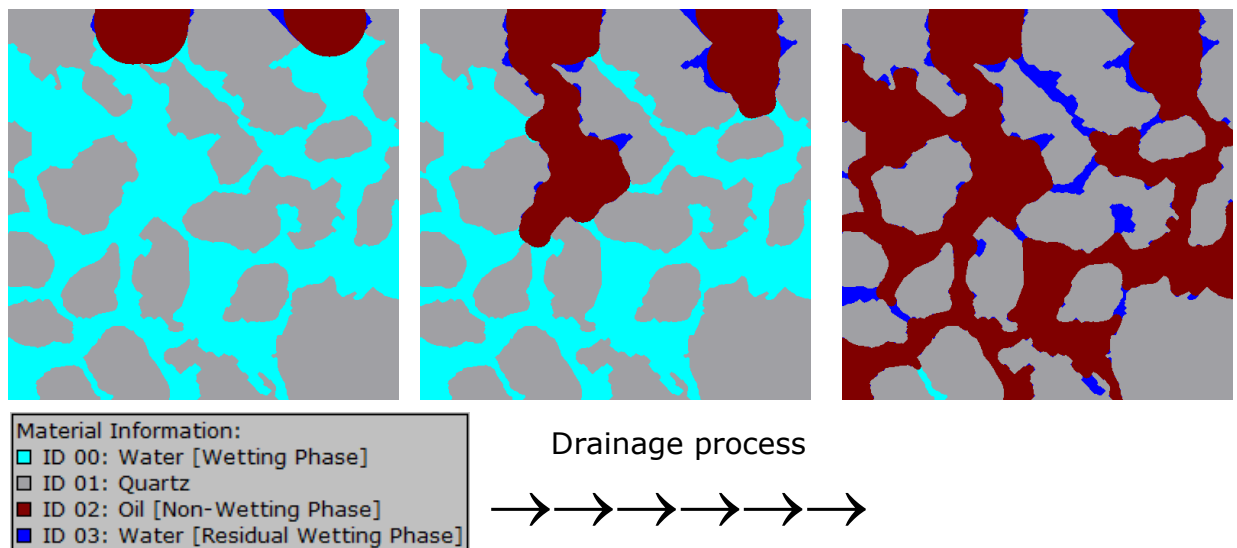 Material Information:
ID 00: Water [Wetting Phase]
ID 01: Quartz
ID 02: Oil [Non-Wetting Phase]
ID 03: Water [Residual Wetting Phase]
Drainage process